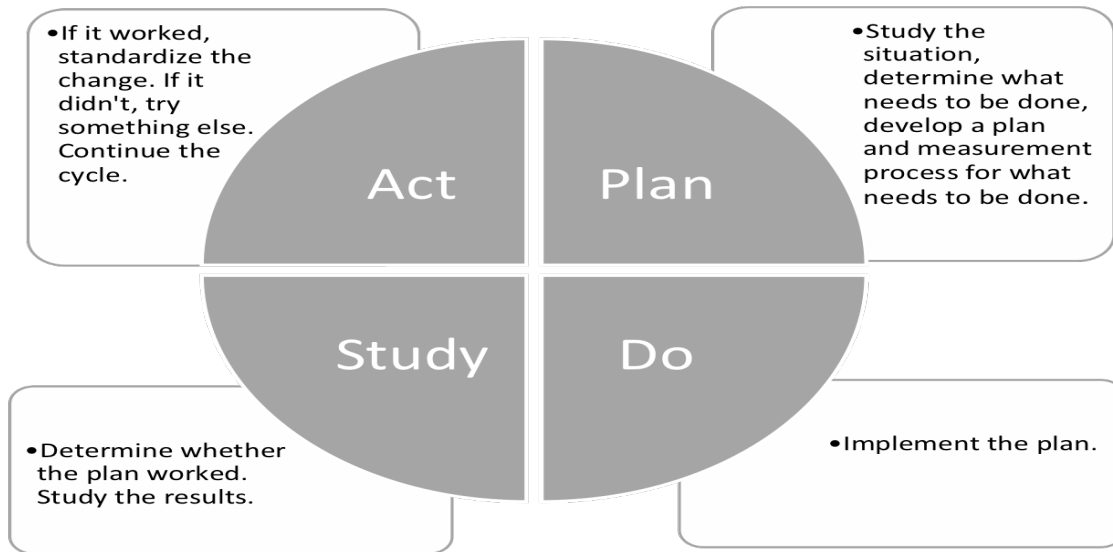 •If it worked,
standardize the
change. If it
didn't, try
something else.
Continue the
cycle.
Act
Plan
•Study the
situation,
determine what
needs to be done,
develop a plan
and measurement
process for what
needs to be done.
Study
Do
•Determine whether
the plan worked.
Study the results.
•Implement the plan.